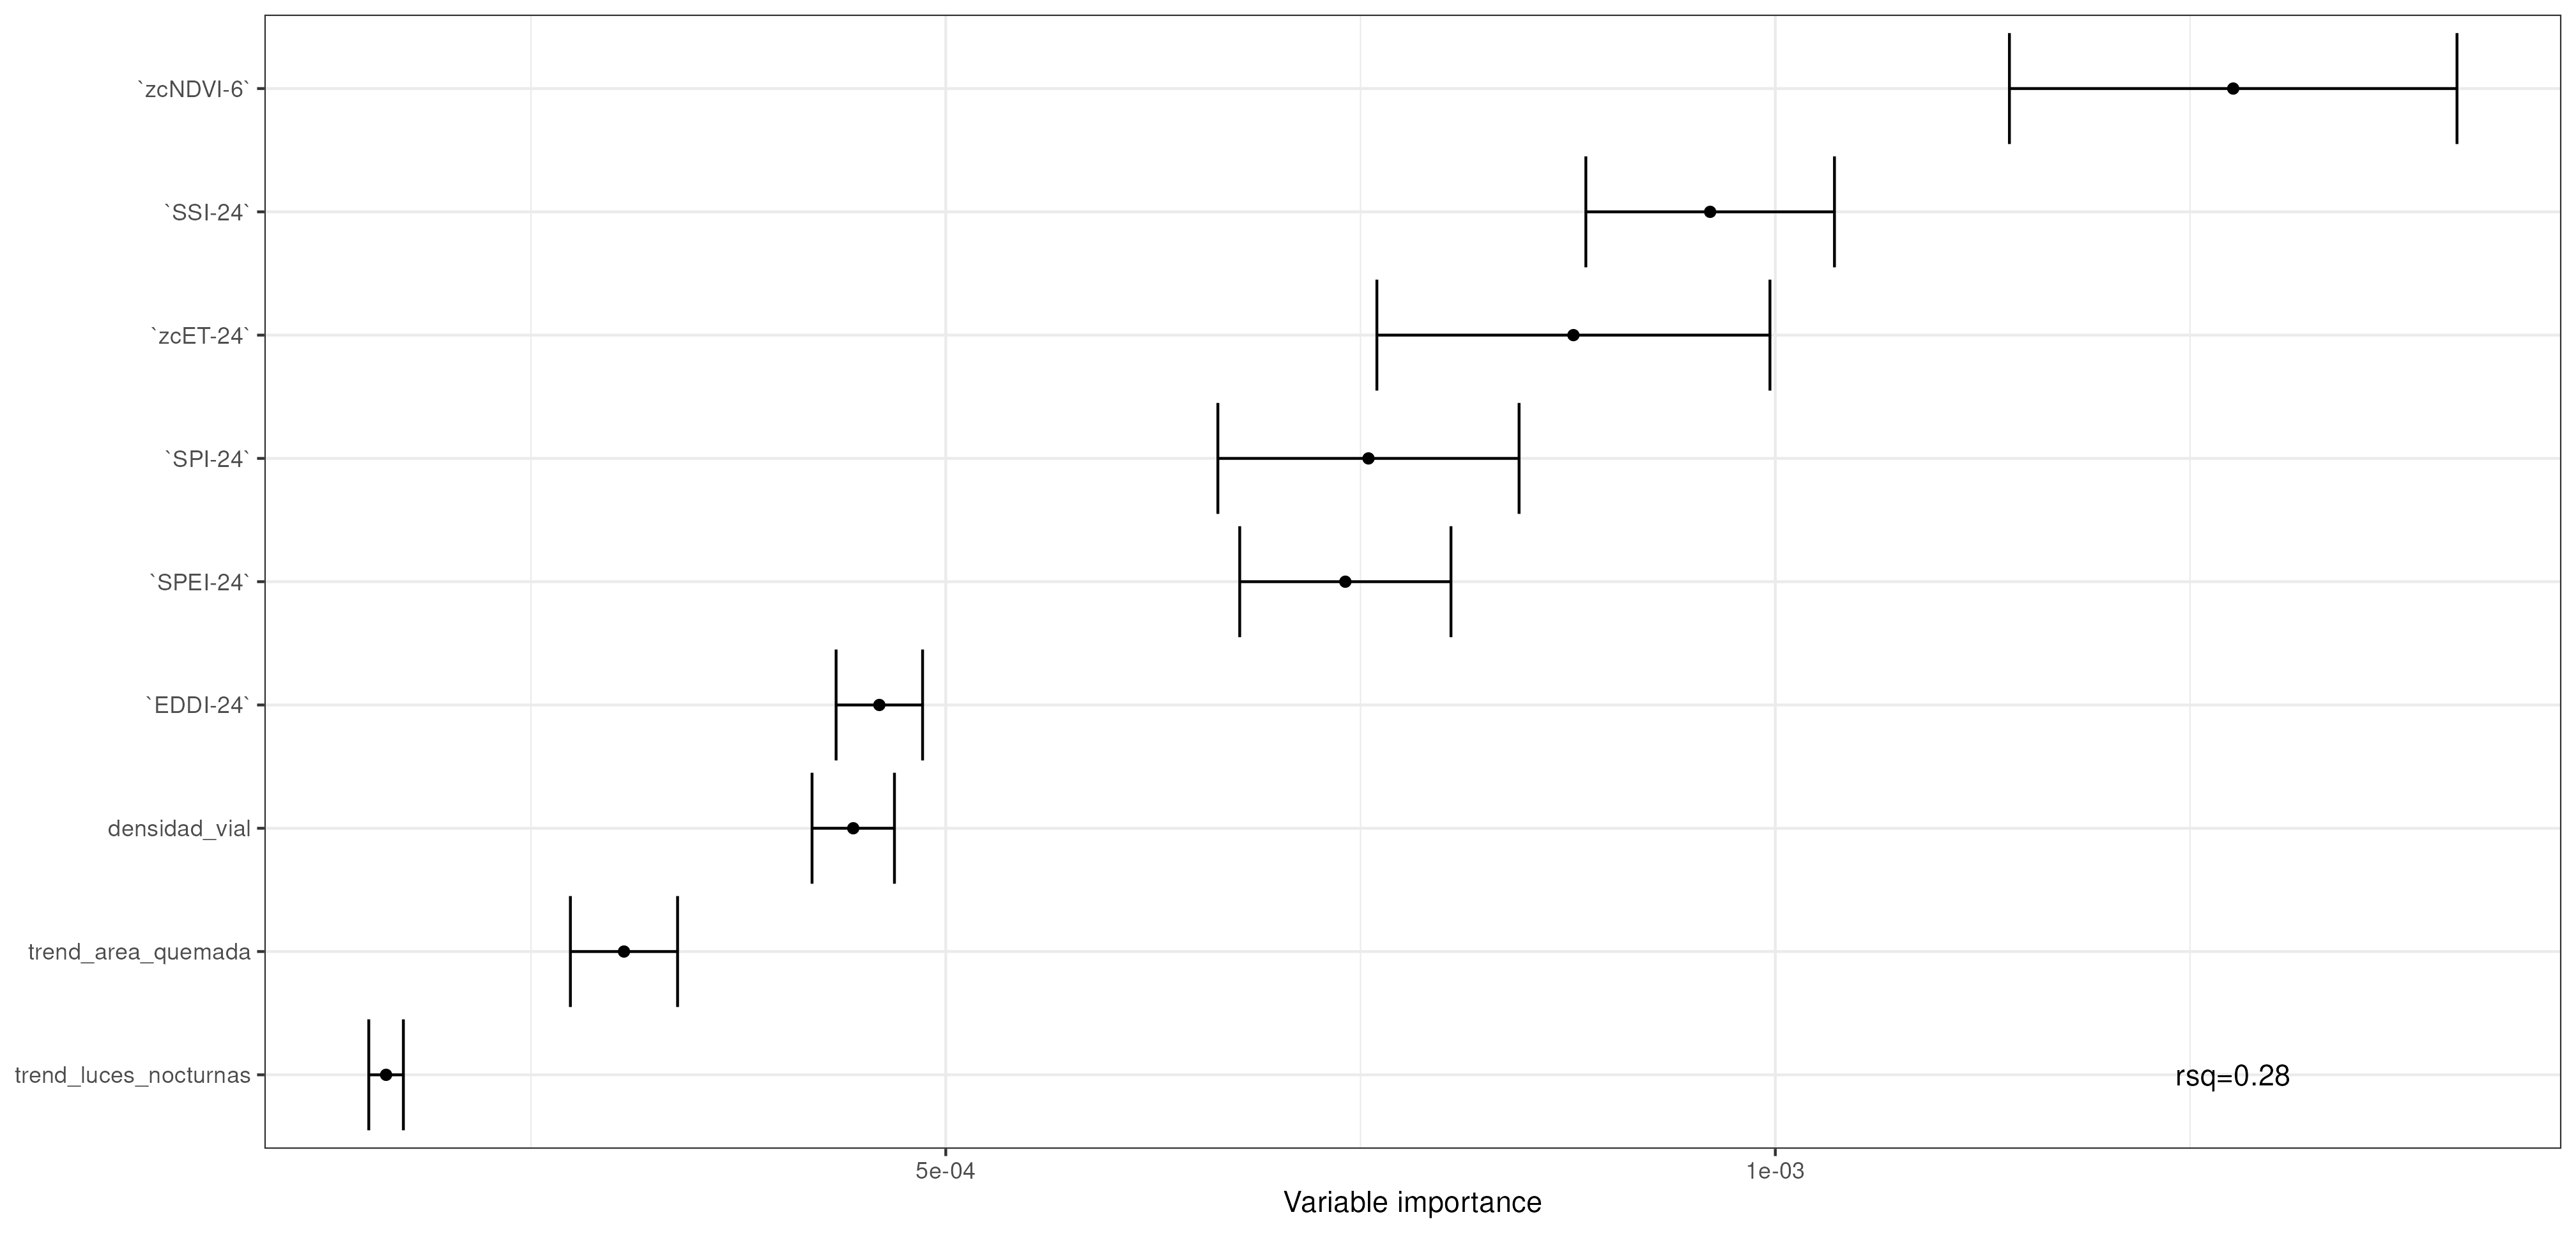 `zcNDVI-6`
`SSI-24`
`zcET-24`
`SPI-24`
`SPEI-24`
`EDDI-24`
densidad_vial
trend_area_quemada
trend_luces_nocturnas
rsq=0.28
5e-04
1e-03
Variable importance